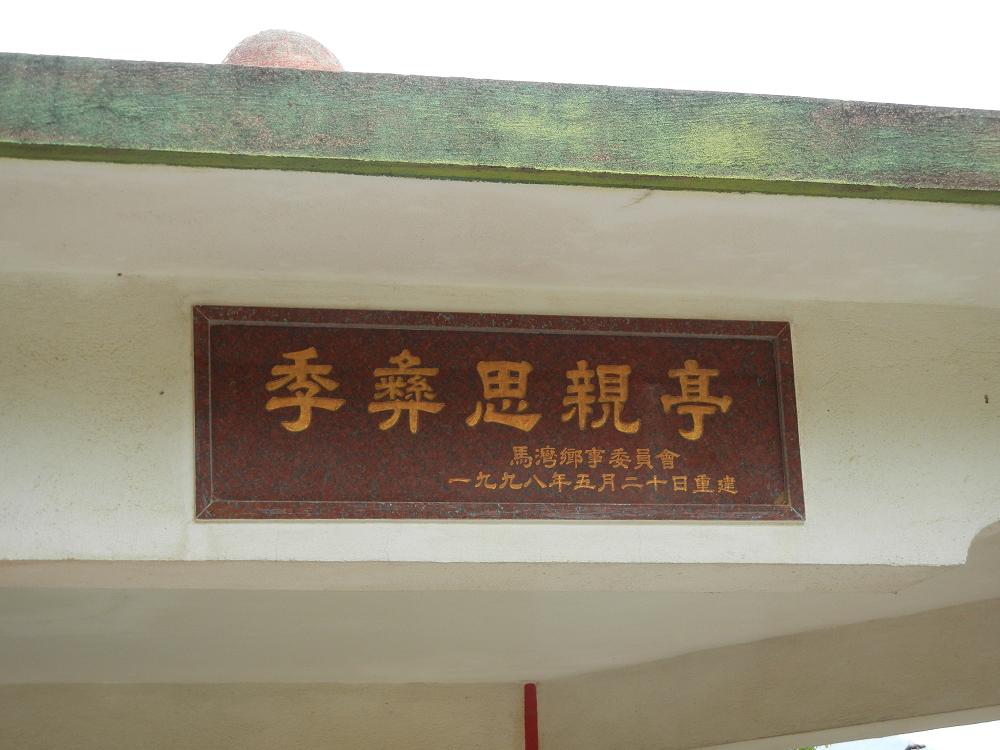 季彝思親亭
馬灣鄉事委員會
一九九八年五月二十日重建